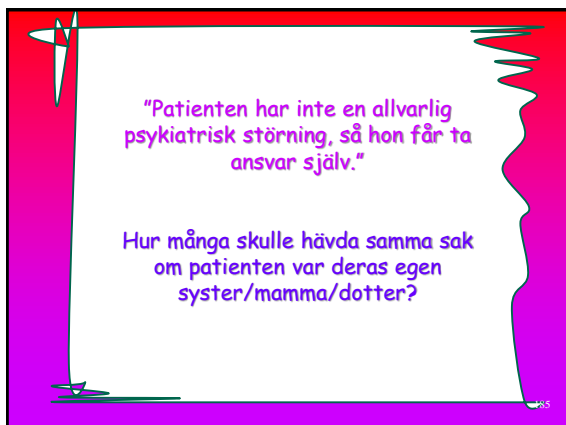 ”Patienten har inte en allvarlig
psykiatrisk störning, så hon får ta
ansvar själv.”
Hur många skulle hävda samma sak
om patienten var deras egen
syster/mamma/dotter?
185